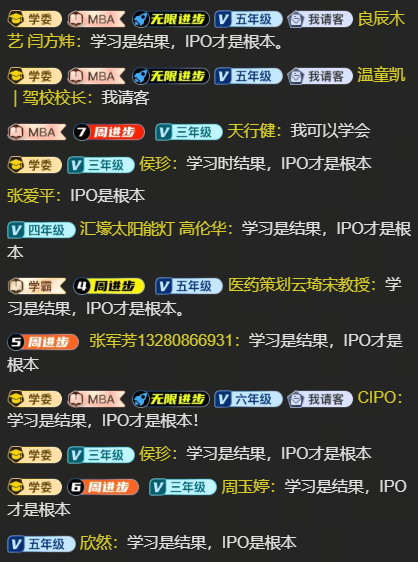 学委 MBA 无限进步 V 五年级 我请客 良辰木
艺 闫方炜：学习是结果，IPO才是根本。
学委 MBA 无限进步 V 五年级 我请客 温童凯
｜驾校校长：我请客
MBA 7 周进步 V 三年级 天行健：我可以学会
学委 V 三年级 侯珍：学习时结果，IPO才是根本
张爱平：IPO是根本
V 四年级 汇壕太阳能灯 高伦华：学习是结果，IPO才是根
本
学霸 4 周进步 V 五年级 医药策划云琦宋教授：学
习是结果，IPO才是根本。
5 周进步 张军芳13280866931：学习是结果，IPO才是
根本
学委 MBA 无限进步 V 六年级 我请客 CIPO：
学习是结果，IPO才是根本！
学委 V 三年级 侯珍：学习是结果，IPO才是根本
学委 6 周进步 V 三年级 周玉婷：学习是结果，IPO
才是根本
V 五年级 欣然：学习是结果，IPO是根本